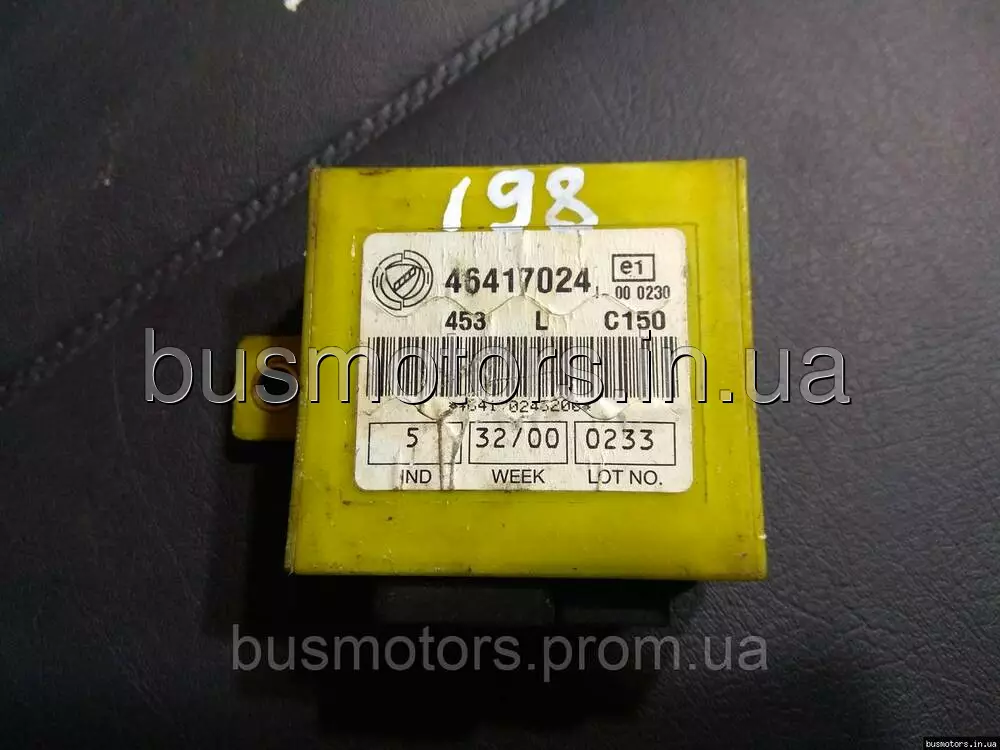 198
46417024
e1
00 0230
453 L C150
busmotors.in.ua
5 32/00 0233
IND WEEK LOT NO.
busmotors.prom.ua
busmotors.in.ua